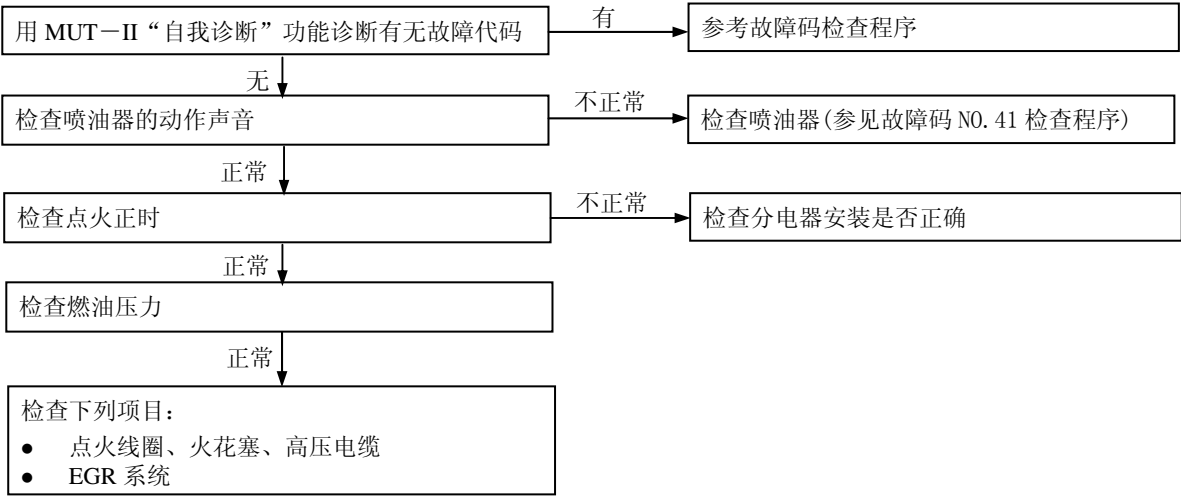 用 MUT－II“自我诊断”功能诊断有无故障代码
有
参考故障码检查程序
无
检查喷油器的动作声音
不正常
检查喷油器(参见故障码 NO.41 检查程序)
正常
检查点火正时
不正常
检查分电器安装是否正确
正常
检查燃油压力
正常
检查下列项目：
● 点火线圈、火花塞、高压电缆
● EGR 系统